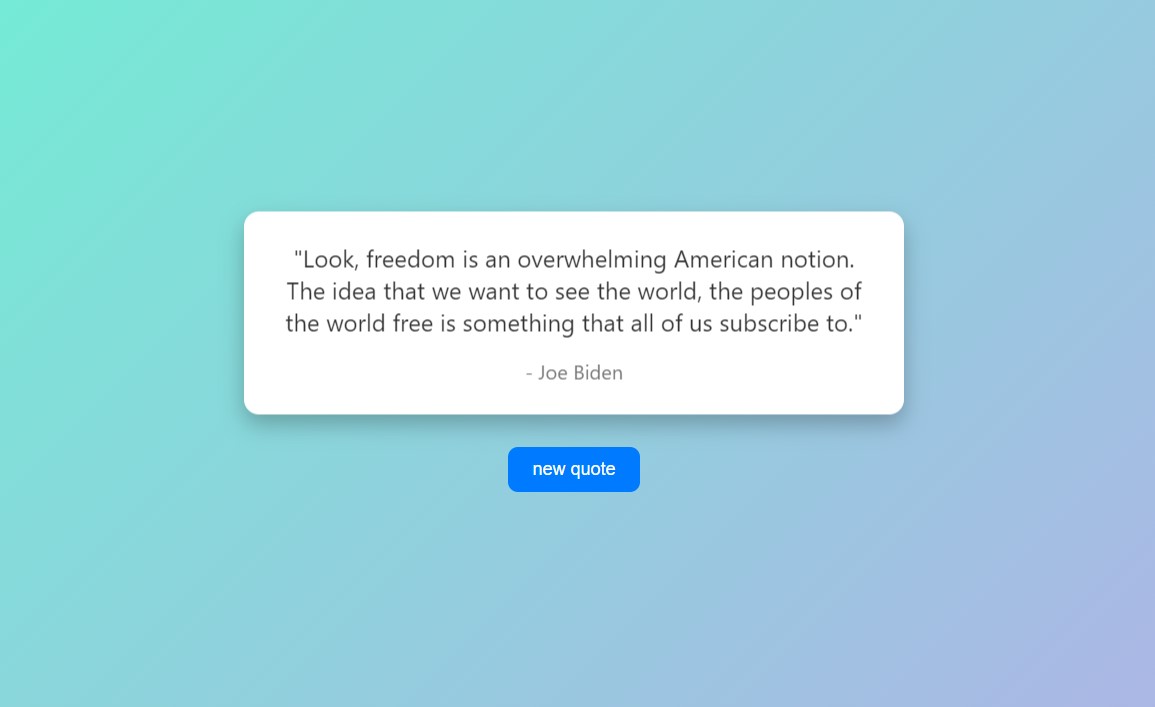 "Look, freedom is an overwhelming American notion.
The idea that we want to see the world, the peoples of
the world free is something that all of us subscribe to."
- Joe Biden
new quote